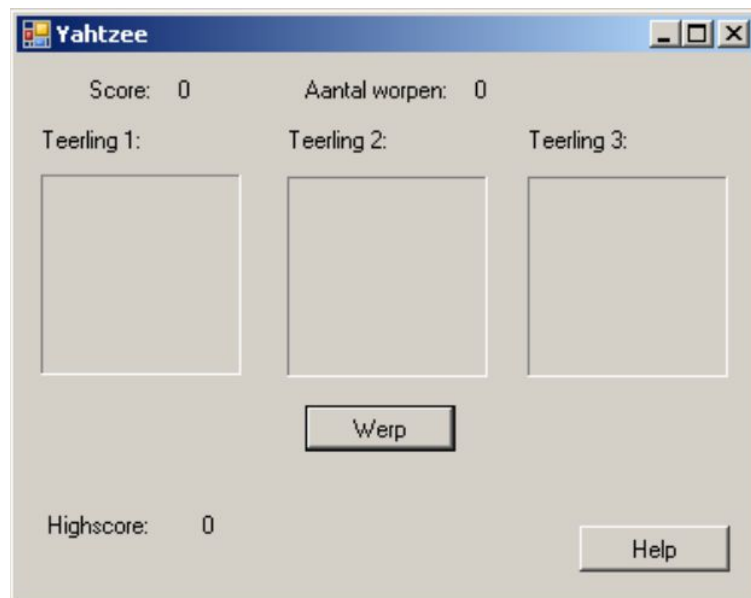 Yahtzee
Score: 0 Aantal worpen: 0
Teerling 1: Teerling 2: Teerling 3:
Werp
Highscore: 0
Help